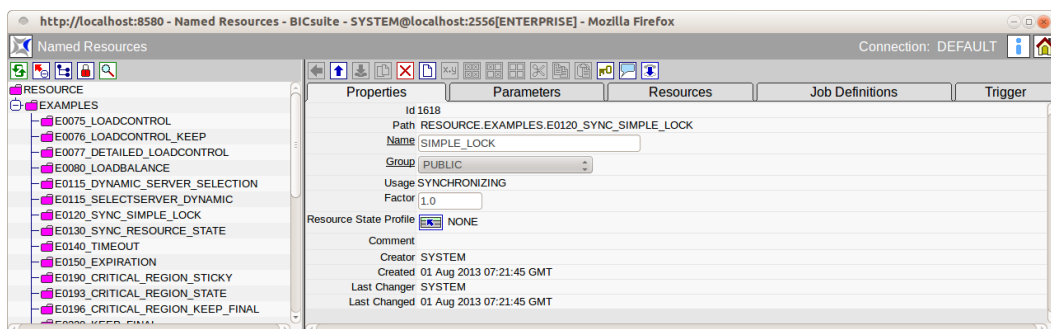 http://localhost:8580 - Named Resources - BICsuite - SYSTEM@localhost:2556[ENTERPRISE] - Mozilla Firefox
Named Resources
Connection: DEFAULT
RESOURCE
EXAMPLES
E0075_LOADCONTROL
E0076_LOADCONTROL_KEEP
E0077_DETAILED_LOADCONTROL
E0080_LOADBALANCE
E0115_DYNAMIC_SERVER_SELECTION
E0115_SELECTSERVER_DYNAMIC
E0120_SYNC_SIMPLE_LOCK
E0130_SYNC_RESOURCE_STATE
E0140_TIMEOUT
E0150_EXPIRATION
E0190_CRITICAL_REGION_STICKY
E0193_CRITICAL_REGION_STATE
E0196_CRITICAL_REGION_KEEP_FINAL
Properties Parameters Resources Job Definitions Trigger
Id 1618
Path RESOURCE.EXAMPLES.E0120_SYNC_SIMPLE_LOCK
Name SIMPLE_LOCK
Group PUBLIC
Usage SYNCHRONIZING
Factor 1.0
Resource State Profile NONE
Comment
Creator SYSTEM
Created 01 Aug 2013 07:21:45 GMT
Last Changer SYSTEM
Last Changed 01 Aug 2013 07:21:45 GMT